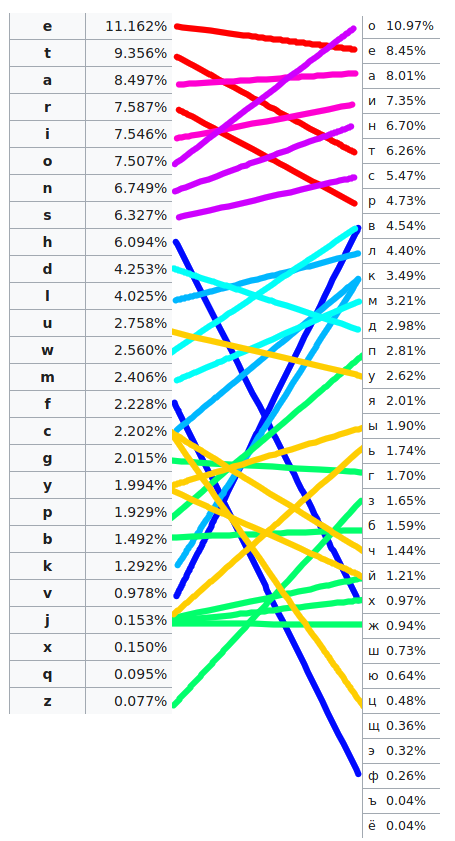 e 11.162%
t 9.356%
a 8.497%
r 7.587%
i 7.546%
o 7.507%
n 6.749%
s 6.327%
h 6.094%
d 4.253%
l 4.025%
u 2.758%
w 2.560%
m 2.406%
f 2.228%
c 2.202%
g 2.015%
y 1.994%
p 1.929%
b 1.492%
k 1.292%
v 0.978%
j 0.153%
x 0.150%
q 0.095%
z 0.077%
о 10.97%
е 8.45%
а 8.01%
и 7.35%
н 6.70%
т 6.26%
с 5.47%
р 4.73%
в 4.54%
л 4.40%
к 3.49%
м 3.21%
д 2.98%
п 2.81%
у 2.62%
я 2.01%
ы 1.90%
ь 1.74%
г 1.70%
з 1.65%
б 1.59%
ч 1.44%
й 1.21%
х 0.97%
ж 0.94%
ш 0.73%
ю 0.64%
ц 0.48%
щ 0.36%
э 0.32%
ф 0.26%
ъ 0.04%
ё 0.04%